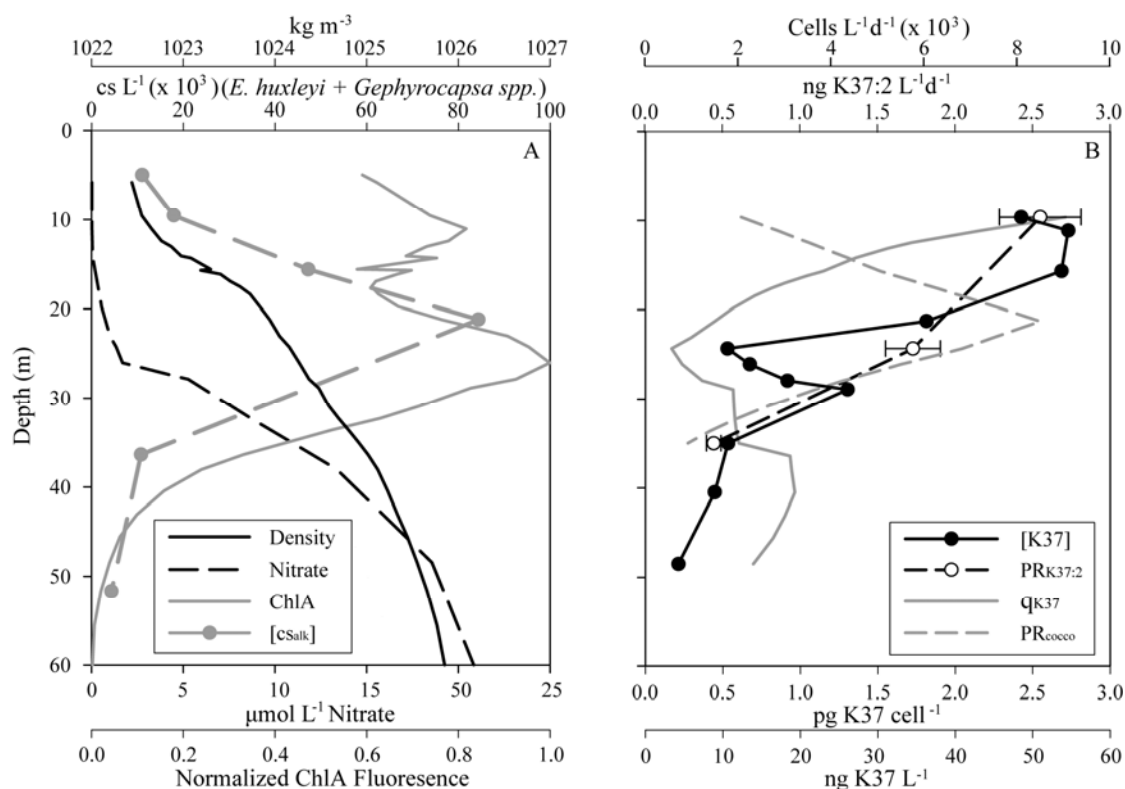 kg m-3
1022 1023 1024 1025 1026 1027
cs L-1 (x 10³)(E. huxleyi + Gephyrocapsa spp.)
0 20 40 60 80 100
A
0
10
20
30
40
50
60
Depth (m)
Density
Nitrate
ChlA
[cSalk]
0 5 10 15 50 25
μmol L-1 Nitrate
0.0 0.2 0.4 0.6 0.8 1.0
Normalized ChlA Fluoresence
Cells L-1d-1 (x 10³)
0 2 4 6 8 10
ng K37:2 L-1d-1
0.0 0.5 1.0 1.5 2.0 2.5 3.0
B
[K37]
PRK37:2
qK37
PRcocco
0.0 0.5 1.0 1.5 2.0 2.5 3.0
pg K37 cell-1
0 10 20 30 40 50 60
ng K37 L-1